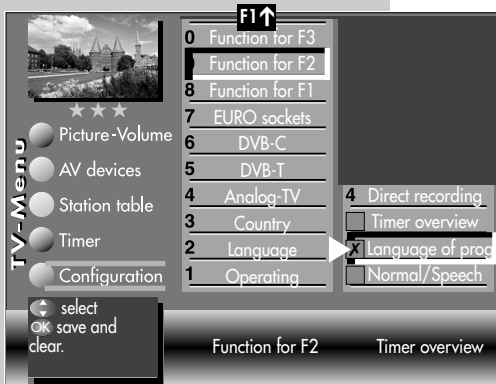 F1↑
0 Function for F3
Function for F2
8 Function for F1
7 EURO sockets
6 DVB-C
5 DVB-T
4 Analog-TV
3 Country
2 Language
1 Operating
TV-Menu
Picture-Volume
AV devices
Station table
Timer
Configuration
4 Direct recording
Timer overview
X Language of prog
Normal/Speech
select
OK save and
clear.
Function for F2
Timer overview